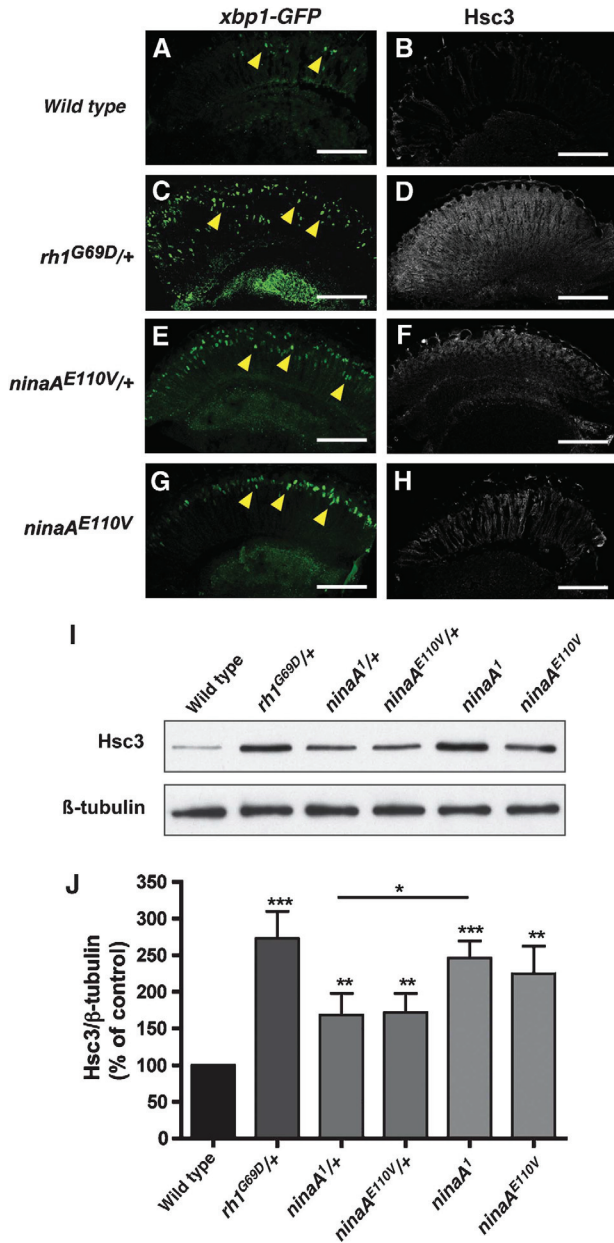 xbp1-GFP Hsc3
A B
Wild type
C D
rh1G69D/+
E F
ninaAE110V/+
G H
ninaAE110V
I
Wild type rh1G69D/+ ninaA1/+ ninaAE110V/+ ninaA1 ninaAE110V
Hsc3
ß-tubulin
J
Hsc3/β-tubulin
(% of control)
350
300
250
200
150
100
50
0
*
*** ** ** *** **
Wild type rh1G69D/+ ninaA1/+ ninaAE110V/+ ninaA1 ninaAE110V